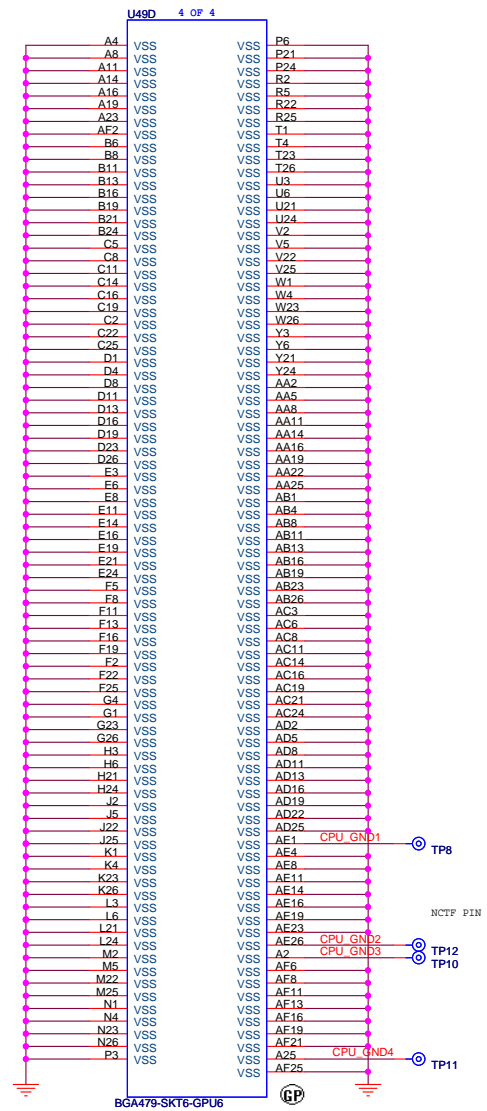 U49D 4 OF 4
A4 VSS VSS P6
A8 VSS VSS P21
A11 VSS VSS P24
A14 VSS VSS R2
A16 VSS VSS R5
A19 VSS VSS R22
A23 VSS VSS R25
AF2 VSS VSS T1
B6 VSS VSS T4
B8 VSS VSS T23
B11 VSS VSS T26
B13 VSS VSS U3
B16 VSS VSS U6
B19 VSS VSS U21
B21 VSS VSS U24
B24 VSS VSS V2
C5 VSS VSS V5
C8 VSS VSS V22
C11 VSS VSS V25
C14 VSS VSS W1
C16 VSS VSS W4
C19 VSS VSS W23
C2 VSS VSS W26
C22 VSS VSS Y3
C25 VSS VSS Y6
D1 VSS VSS Y21
D4 VSS VSS Y24
D8 VSS VSS AA2
D11 VSS VSS AA5
D13 VSS VSS AA8
D16 VSS VSS AA11
D19 VSS VSS AA14
D23 VSS VSS AA16
D26 VSS VSS AA19
E3 VSS VSS AA22
E6 VSS VSS AA25
E8 VSS VSS AB1
E11 VSS VSS AB4
E14 VSS VSS AB8
E16 VSS VSS AB11
E19 VSS VSS AB13
E21 VSS VSS AB16
E24 VSS VSS AB19
F5 VSS VSS AB23
F8 VSS VSS AB26
F11 VSS VSS AC3
F13 VSS VSS AC6
F16 VSS VSS AC8
F19 VSS VSS AC11
F2 VSS VSS AC14
F22 VSS VSS AC16
F25 VSS VSS AC19
G4 VSS VSS AC21
G1 VSS VSS AC24
G23 VSS VSS AD2
G26 VSS VSS AD5
H3 VSS VSS AD8
H6 VSS VSS AD11
H21 VSS VSS AD13
H24 VSS VSS AD16
J2 VSS VSS AD19
J5 VSS VSS AD22
J22 VSS VSS AD25
J25 VSS VSS AE1 CPU_GND1 TP8
K1 VSS VSS AE4
K4 VSS VSS AE8
K23 VSS VSS AE11
K26 VSS VSS AE14
L3 VSS VSS AE16
L6 VSS VSS AE19 NCTF PIN
L21 VSS VSS AE23
L24 VSS VSS AE26 CPU_GND2 TP12
M2 VSS VSS A2 CPU_GND3 TP10
M5 VSS VSS AF6
M22 VSS VSS AF8
M25 VSS VSS AF11
N1 VSS VSS AF13
N4 VSS VSS AF16
N23 VSS VSS AF19
N26 VSS VSS AF21
P3 VSS VSS A25 CPU_GND4 TP11
VSS AF25
BGA479-SKT6-GPU6 GP